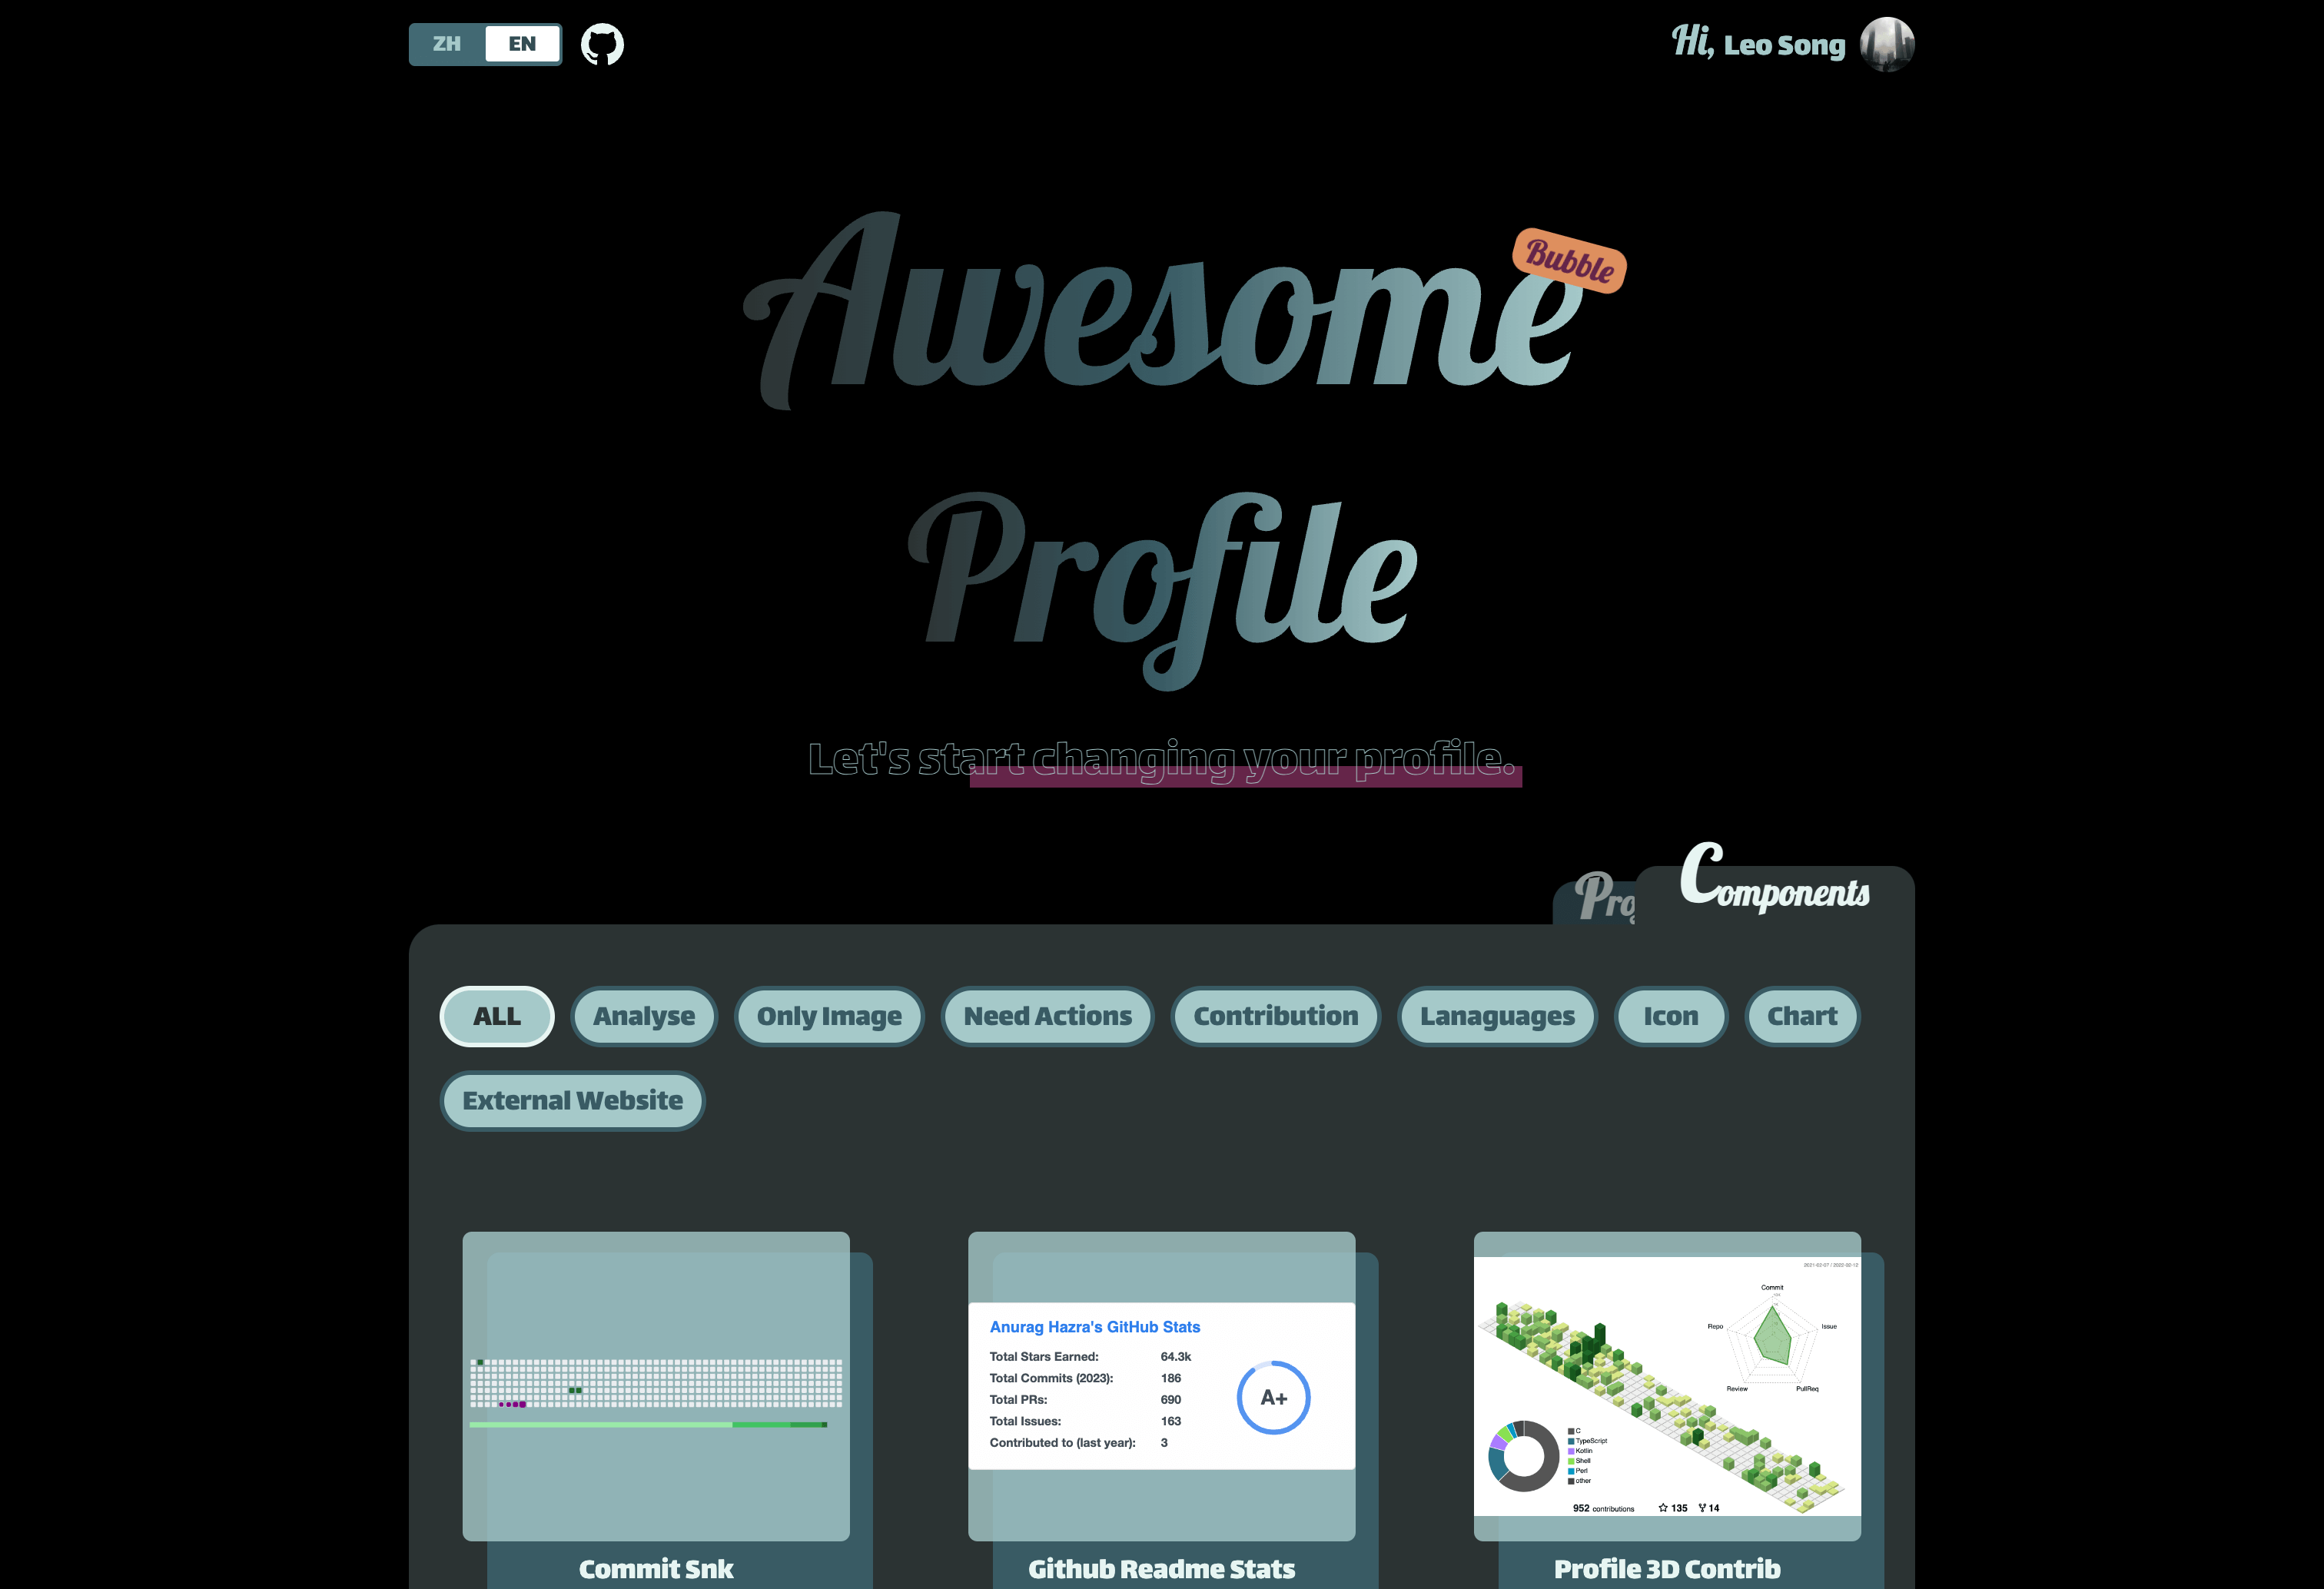 ZH EN
Hi, Leo Song
Awesome
Bubble
Profile
Let's start changing your profile.
Components
ALL Analyse Only Image Need Actions Contribution Lanaguages Icon Chart
External Website
Anurag Hazra's GitHub Stats
Total Stars Earned: 64.3k
Total Commits (2023): 186
Total PRs: 690
Total Issues: 163
Contributed to (last year): 3
A+
Commit
Repo
Issue
Review
PullReq
C
TypeScript
Kotlin
Shell
Perl
other
952 contributions 135 14
Commit Snk
Github Readme Stats
Profile 3D Contrib